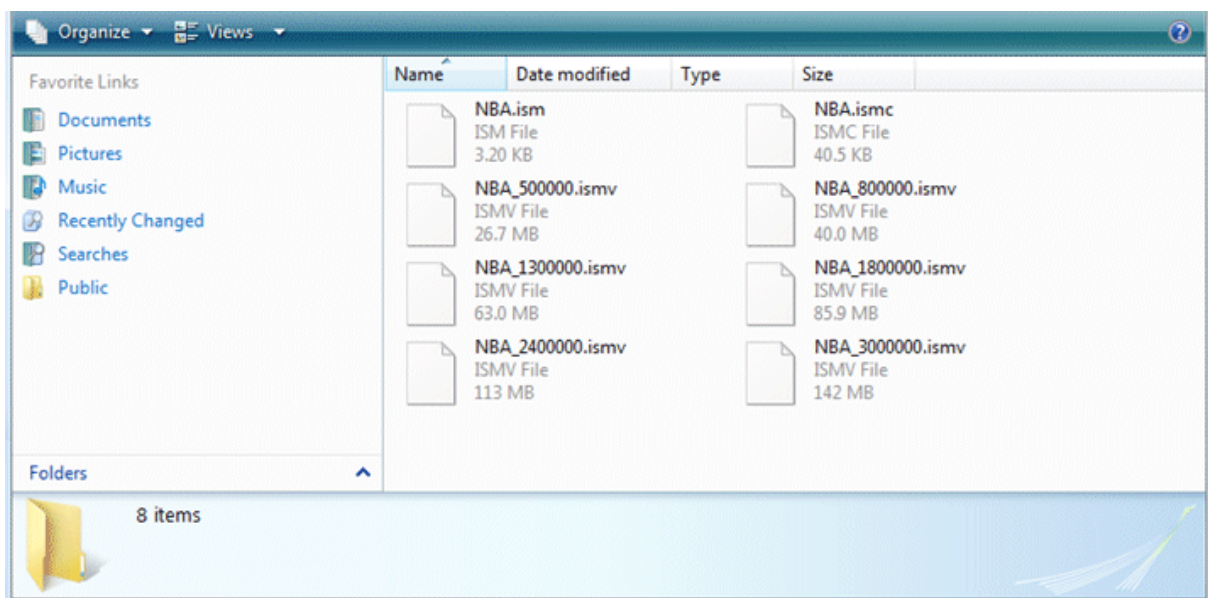 Organize Views
Favorite Links
Documents
Pictures
Music
Recently Changed
Searches
Public
Folders
Name Date modified Type Size
NBA.ism
ISM File
3.20 KB
NBA.ismc
ISMC File
40.5 KB
NBA_500000.ismv
ISMV File
26.7 MB
NBA_800000.ismv
ISMV File
40.0 MB
NBA_1300000.ismv
ISMV File
63.0 MB
NBA_1800000.ismv
ISMV File
85.9 MB
NBA_2400000.ismv
ISMV File
113 MB
NBA_3000000.ismv
ISMV File
142 MB
8 items